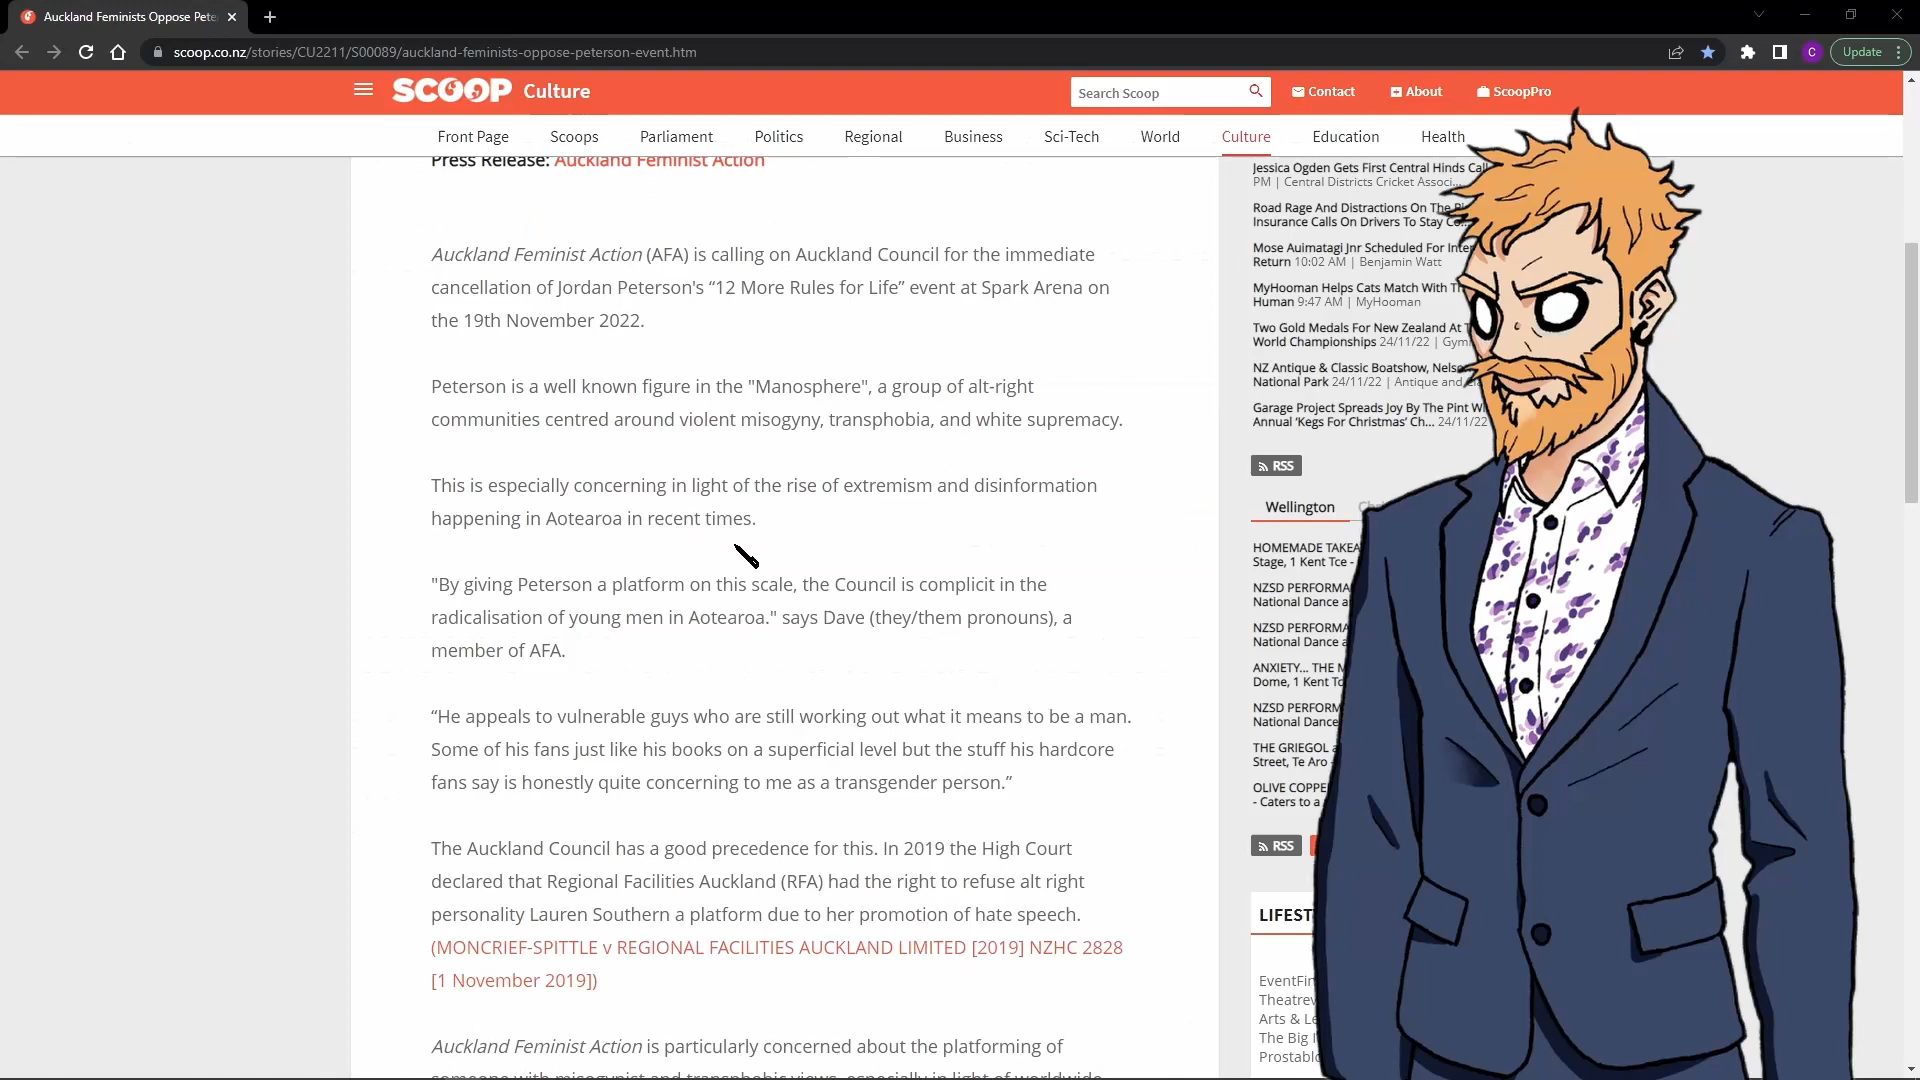 Auckland Feminists Oppose Pete
scoop.co.nz/stories/CU2211/S00089/auckland-feminists-oppose-peterson-event.htm
C
Update
SCOOP Culture
Search Scoop
Contact
About
ScoopPro
Front Page
Scoops
Parliament
Politics
Regional
Business
Sci-Tech
World
Culture
Education
Health
Press Release: Auckland Feminist Action
Auckland Feminist Action (AFA) is calling on Auckland Council for the immediate
cancellation of Jordan Peterson's “12 More Rules for Life” event at Spark Arena on
the 19th November 2022.
Peterson is a well known figure in the "Manosphere", a group of alt-right
communities centred around violent misogyny, transphobia, and white supremacy.
This is especially concerning in light of the rise of extremism and disinformation
happening in Aotearoa in recent times.
"By giving Peterson a platform on this scale, the Council is complicit in the
radicalisation of young men in Aotearoa." says Dave (they/them pronouns), a
member of AFA.
“He appeals to vulnerable guys who are still working out what it means to be a man.
Some of his fans just like his books on a superficial level but the stuff his hardcore
fans say is honestly quite concerning to me as a transgender person.”
The Auckland Council has a good precedence for this. In 2019 the High Court
declared that Regional Facilities Auckland (RFA) had the right to refuse alt right
personality Lauren Southern a platform due to her promotion of hate speech.
(MONCRIEF-SPITTLE v REGIONAL FACILITIES AUCKLAND LIMITED [2019] NZHC 2828
[1 November 2019])
Auckland Feminist Action is particularly concerned about the platforming of
someone with misogynist and transphobic views, especially in light of worldwide
Jessica Ogden Gets First Central Hinds Call
PM | Central Districts Cricket Associ...
Road Rage And Distractions On The
Insurance Calls On Drivers To Stay Co...
Mose Auimatagi Jnr Scheduled For
Return 10:02 AM | Benjamin Watt
MyHooman Helps Cats Match With
Human 9:47 AM | MyHooman
Two Gold Medals For New Zealand At
World Championships 24/11/22 |
NZ Antique & Classic Boatshow,
National Park 24/11/22 | Antique and
Garage Project Spreads Joy By The Pint
Annual ‘Kegs For Christmas’ Ch... 24/11/22
RSS
Wellington
HOMEMADE
Stage, 1 Kent Tce -
NZSD
National Dance
NZSD
National Dance
ANXIETY... THE
Dome, 1 Kent
NZSD
National Dance
THE GRIEGOL
Street, Te Aro
OLIVE
- Caters to a
RSS
Arts &
The Big